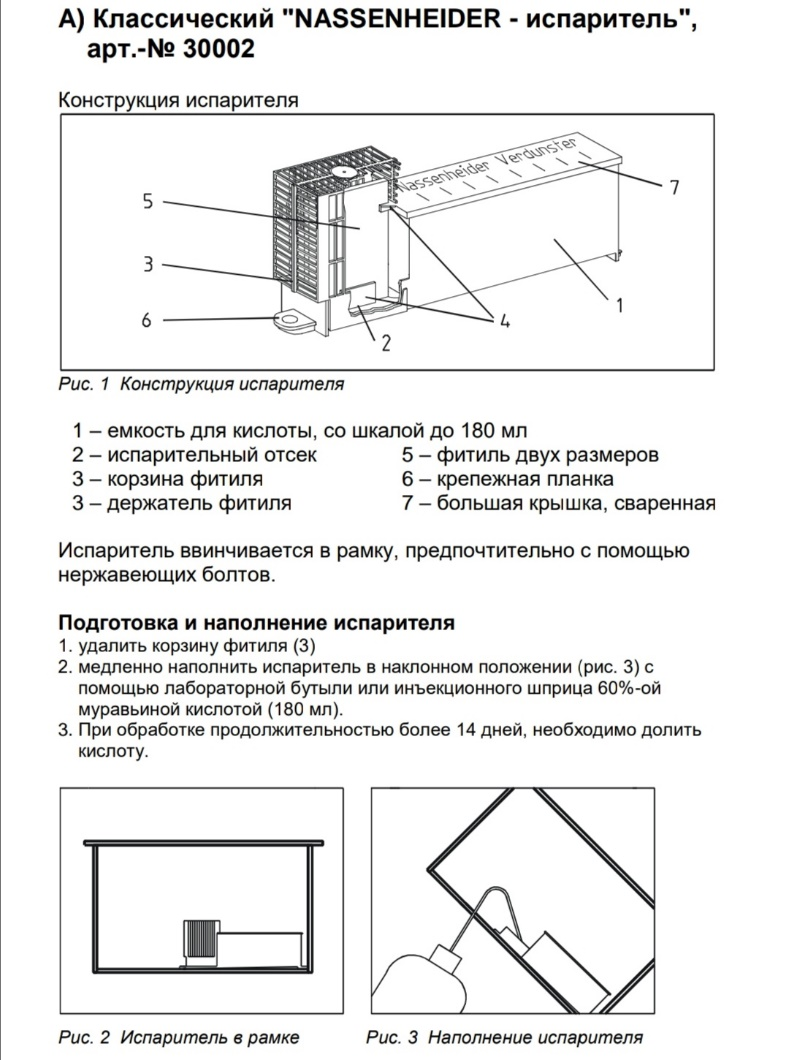 А) Классический "NASSENHEIDER - испаритель",
арт.-№ 30002
Конструкция испарителя
Nassenheider Verdunster
5
7
3
6
4
1
2
Рис. 1 Конструкция испарителя
1 – емкость для кислоты, со шкалой до 180 мл
2 – испарительный отсек
5 – фитиль двух размеров
3 – корзина фитиля
6 – крепежная планка
3 – держатель фитиля
7 – большая крышка, сваренная
Испаритель ввинчивается в рамку, предпочтительно с помощью
нержавеющих болтов.
Подготовка и наполнение испарителя
1. удалить корзину фитиля (3)
2. медленно наполнить испаритель в наклонном положении (рис. 3) с
помощью лабораторной бутыли или инъекционного шприца 60%-ой
муравьиной кислотой (180 мл).
3. При обработке продолжительностью более 14 дней, необходимо долить
кислоту.
Рис. 2 Испаритель в рамке
Рис. 3 Наполнение испарителя